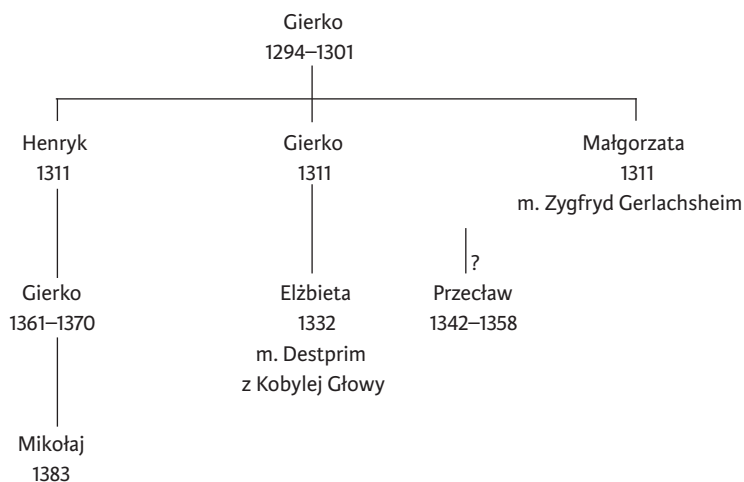 Gierko
1294–1301
Henryk
1311
Gierko
1311
Małgorzata
1311
m. Zygfryd Gerlachsheim
?
Gierko
1361–1370
Elżbieta
1332
m. Destprim
z Kobylej Głowy
Przecław
1342–1358
Mikołaj
1383